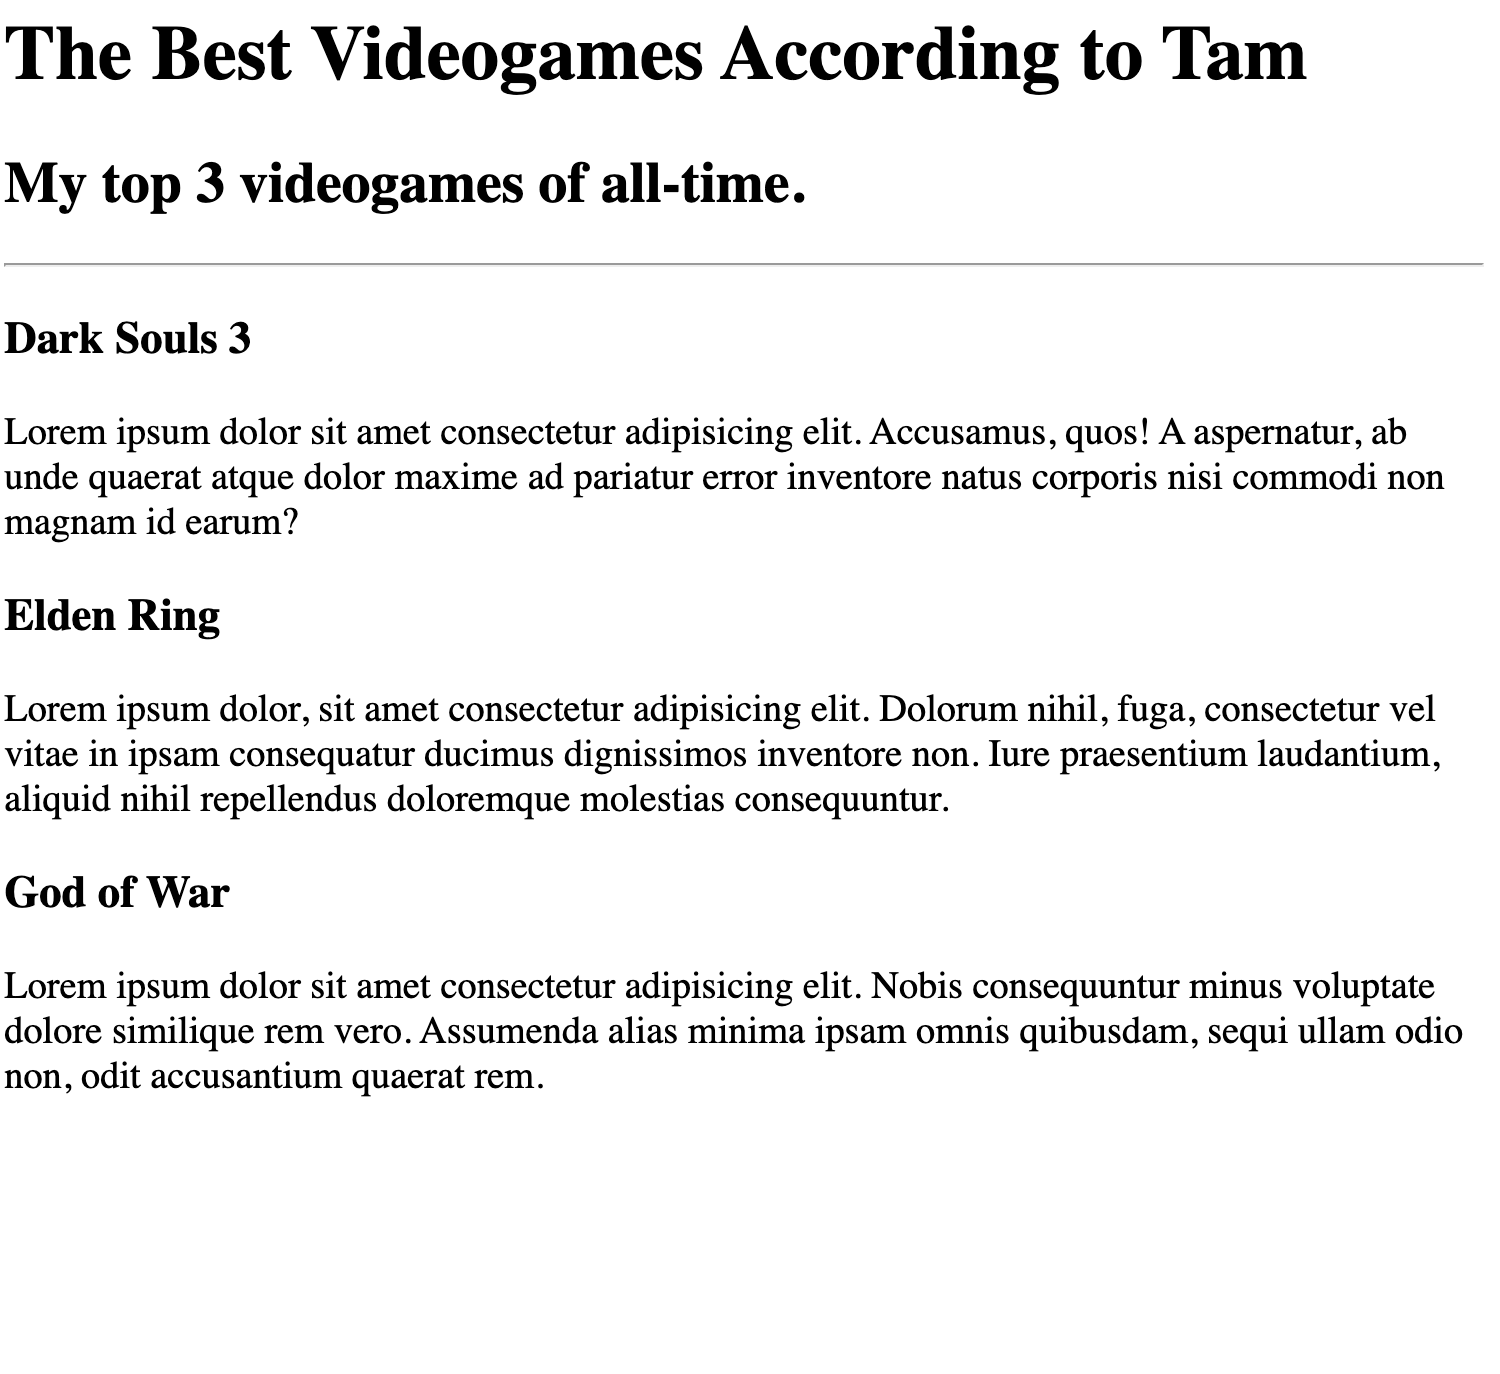 The Best Videogames According to Tam
My top 3 videogames of all-time.
Dark Souls 3
Lorem ipsum dolor sit amet consectetur adipisicing elit. Accusamus, quos! A aspernatur, ab
unde quaerat atque dolor maxime ad pariatur error inventore natus corporis nisi commodi non
magnam id earum?
Elden Ring
Lorem ipsum dolor, sit amet consectetur adipisicing elit. Dolorum nihil, fuga, consectetur vel
vitae in ipsam consequatur ducimus dignissimos inventore non. Iure praesentium laudantium,
aliquid nihil repellendus doloremque molestias consequuntur.
God of War
Lorem ipsum dolor sit amet consectetur adipisicing elit. Nobis consequuntur minus voluptate
dolore similique rem vero. Assumenda alias minima ipsam omnis quibusdam, sequi ullam odio
non, odit accusantium quaerat rem.